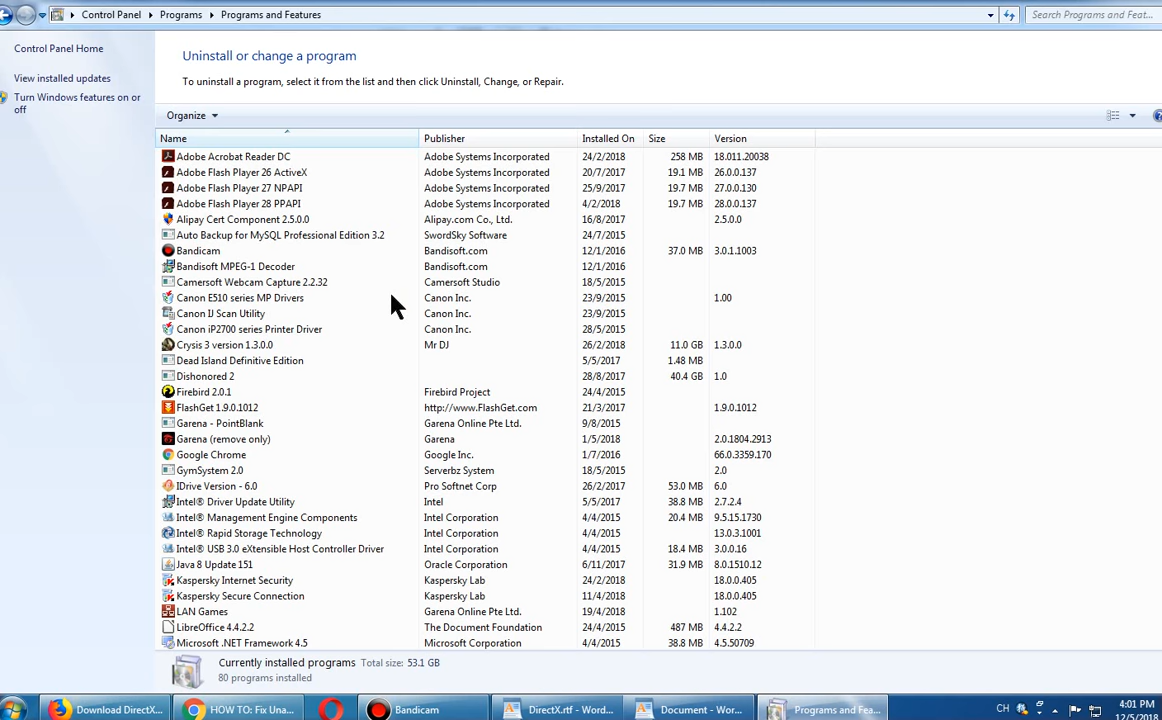 Control Panel ▸ Programs ▸ Programs and Features
Search Programs and Feat...
Control Panel Home
View installed updates
Turn Windows features on or
off
Uninstall or change a program
To uninstall a program, select it from the list and then click Uninstall, Change, or Repair.
Organize
Name Publisher Installed On Size Version
Adobe Acrobat Reader DC Adobe Systems Incorporated 24/2/2018 258 MB 18.011.20038
Adobe Flash Player 26 ActiveX Adobe Systems Incorporated 20/7/2017 19.1 MB 26.0.0.137
Adobe Flash Player 27 NPAPI Adobe Systems Incorporated 25/9/2017 19.7 MB 27.0.0.130
Adobe Flash Player 28 PPAPI Adobe Systems Incorporated 4/2/2018 19.7 MB 28.0.0.137
Alipay Cert Component 2.5.0.0 Alipay.com Co., Ltd. 16/8/2017 2.5.0.0
Auto Backup for MySQL Professional Edition 3.2 SwordSky Software 24/7/2015
Bandicam Bandisoft.com 12/1/2016 37.0 MB 3.0.1.1003
Bandisoft MPEG-1 Decoder Bandisoft.com 12/1/2016
Camersoft Webcam Capture 2.2.32 Camersoft Studio 18/5/2015
Canon E510 series MP Drivers Canon Inc. 23/9/2015 1.00
Canon IJ Scan Utility Canon Inc. 23/9/2015
Canon iP2700 series Printer Driver Canon Inc. 28/5/2015
Crysis 3 version 1.3.0.0 Mr DJ 26/2/2018 11.0 GB 1.3.0.0
Dead Island Definitive Edition 5/5/2017 1.48 MB
Dishonored 2 28/8/2017 40.4 GB 1.0
Firebird 2.0.1 Firebird Project 24/4/2015
FlashGet 1.9.0.1012 http://www.FlashGet.com 21/3/2017 1.9.0.1012
Garena - PointBlank Garena Online Pte Ltd. 9/8/2015
Garena (remove only) Garena 1/5/2018 2.0.1804.2913
Google Chrome Google Inc. 1/7/2016 66.0.3359.170
GymSystem 2.0 Serverbz System 18/5/2015 2.0
IDrive Version - 6.0 Pro Softnet Corp 26/2/2017 53.0 MB 6.0
Intel® Driver Update Utility Intel 5/5/2017 38.8 MB 2.7.2.4
Intel® Management Engine Components Intel Corporation 4/4/2015 20.4 MB 9.5.15.1730
Intel® Rapid Storage Technology Intel Corporation 4/4/2015 13.0.3.1001
Intel® USB 3.0 eXtensible Host Controller Driver Intel Corporation 4/4/2015 18.4 MB 3.0.0.16
Java 8 Update 151 Oracle Corporation 6/11/2017 31.9 MB 8.0.1510.12
Kaspersky Internet Security Kaspersky Lab 24/2/2018 18.0.0.405
Kaspersky Secure Connection Kaspersky Lab 11/4/2018 18.0.0.405
LAN Games Garena Online Pte Ltd. 19/4/2018 1.102
LibreOffice 4.4.2.2 The Document Foundation 24/4/2015 487 MB 4.4.2.2
Microsoft .NET Framework 4.5 Microsoft Corporation 4/4/2015 38.8 MB 4.5.50709
Currently installed programs Total size: 53.1 GB
80 programs installed
Download DirectX... HOW TO: Fix Una... Bandicam DirectX.rtf - Word... Document - Wor... Programs and Fea... CH 4:01 PM
12/5/2018